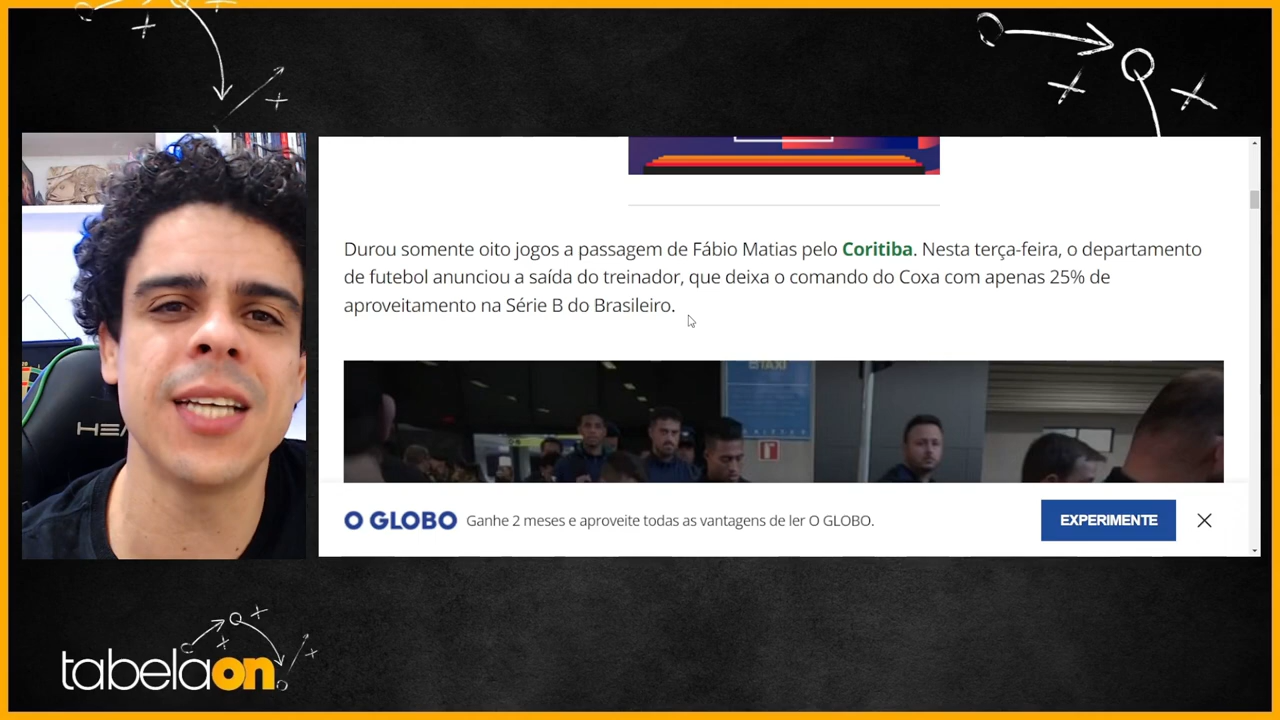 Durou somente oito jogos a passagem de Fábio Matias pelo Coritiba. Nesta terça-feira, o departamento
de futebol anunciou a saída do treinador, que deixa o comando do Coxa com apenas 25% de
aproveitamento na Série B do Brasileiro.
TAXI
O GLOBO Ganhe 2 meses e aproveite todas as vantagens de ler O GLOBO. EXPERIMENTE
tabelaon